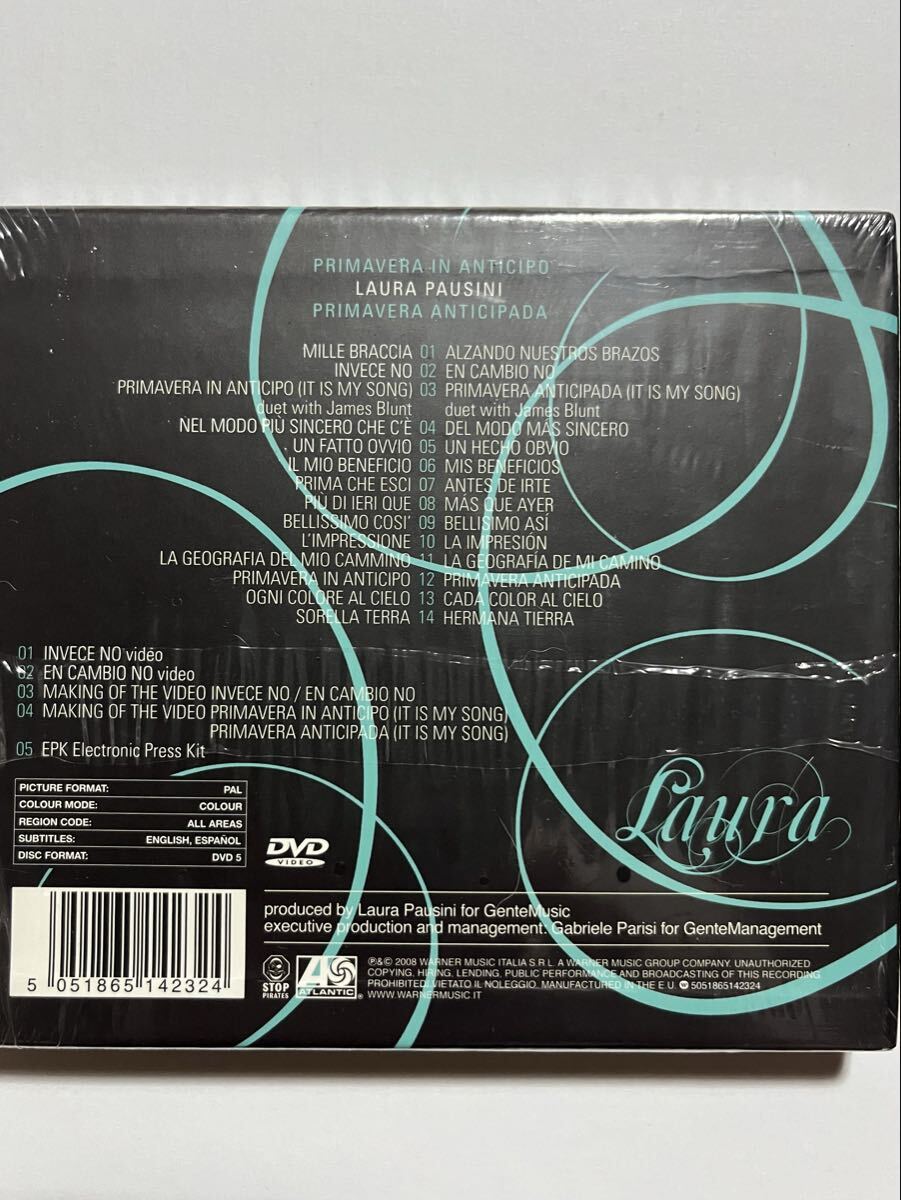 PRIMAVERA IN ANTICIPO
LAURA PAUSINI
PRIMAVERA ANTICIPADA
MILLE BRACCIA 01 ALZANDO NUESTROS BRAZOS
INVECE NO 02 EN CAMBIO NO
PRIMAVERA IN ANTICIPO (IT IS MY SONG) 03 PRIMAVERA ANTICIPADA (IT IS MY SONG)
duet with James Blunt duet with James Blunt
NEL MODO PIÙ SINCERO CHE C'È 04 DEL MODO MÁS SINCERO
UN FATTO OVVIO 05 UN HECHO OBVIO
IL MIO BENEFICIO 06 MIS BENEFICIOS
PRIMA CHE ESCI 07 ANTES DE IRTE
PIÙ DI IERI QUE 08 MÁS QUE AYER
BELLISSIMO COSI' 09 BELLISIMO ASÍ
L'IMPRESSIONE 10 LA IMPRESIÓN
LA GEOGRAFIA DEL MIO CAMMINO 11 LA GEOGRAFÍA DE MI CAMINO
PRIMAVERA IN ANTICIPO 12 PRIMAVERA ANTICIPADA
OGNI COLORE AL CIELO 13 CADA COLOR AL CIELO
SORELLA TERRA 14 HERMANA TIERRA
01 INVECE NO video
02 EN CAMBIO NO video
03 MAKING OF THE VIDEO INVECE NO / EN CAMBIO NO
04 MAKING OF THE VIDEO PRIMAVERA IN ANTICIPO (IT IS MY SONG)
PRIMAVERA ANTICIPADA (IT IS MY SONG)
05 EPK Electronic Press Kit
PICTURE FORMAT: PAL
COLOUR MODE: COLOUR
REGION CODE: ALL AREAS
SUBTITLES: ENGLISH, ESPAÑOL
DISC FORMAT: DVD 5
DVD
VIDEO
Laura
produced by Laura Pausini for GenteMusic
executive production and management: Gabriele Parisi for GenteManagement
5 051865 142324
STOP
PIRATES
ATLANTIC
℗&© 2008 WARNER MUSIC ITALIA S R L. A WARNER MUSIC GROUP COMPANY. UNAUTHORIZED
COPYING, HIRING, LENDING, PUBLIC PERFORMANCE AND BROADCASTING OF THIS RECORDING
PROHIBITED. VIETATO IL NOLEGGIO. MANUFACTURED IN THE E.U. 5051865142324
WWW.WARNERMUSIC.IT